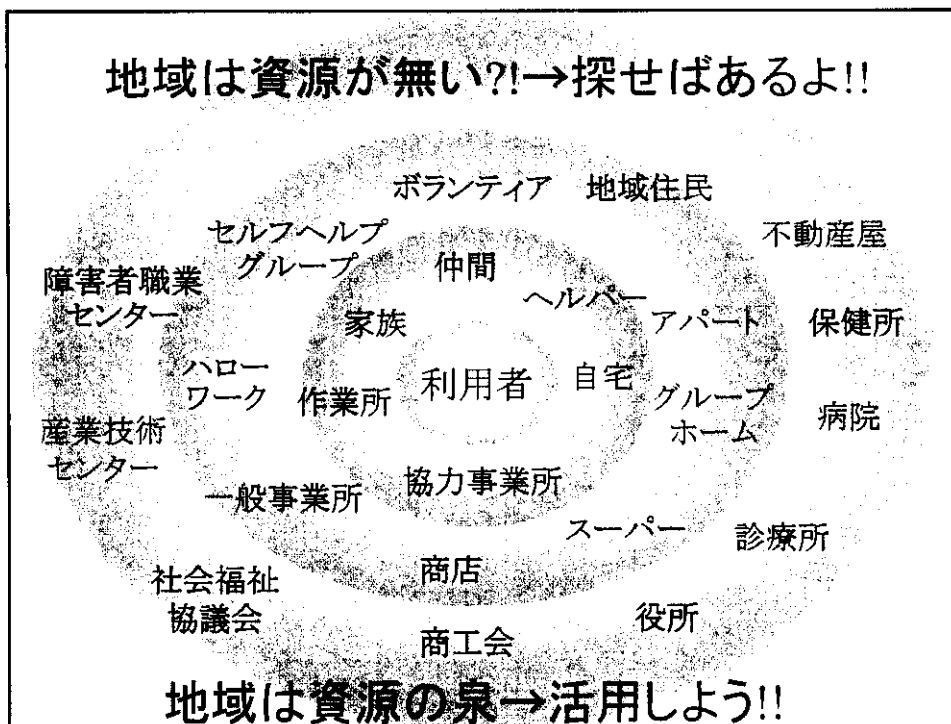 地域は資源が無い?!→探せばあるよ!!
ボランティア
地域住民
セルフヘルプ
グループ
仲間
不動産屋
障害者職業
センター
家族
ヘルパー
アパート
保健所
ハロー
ワーク
作業所
利用者
自宅
グループ
ホーム
病院
産業技術
センター
一般事業所
協力事業所
スーパー
診療所
社会福祉
協議会
商店
商工会
役所
地域は資源の泉→活用しよう!!